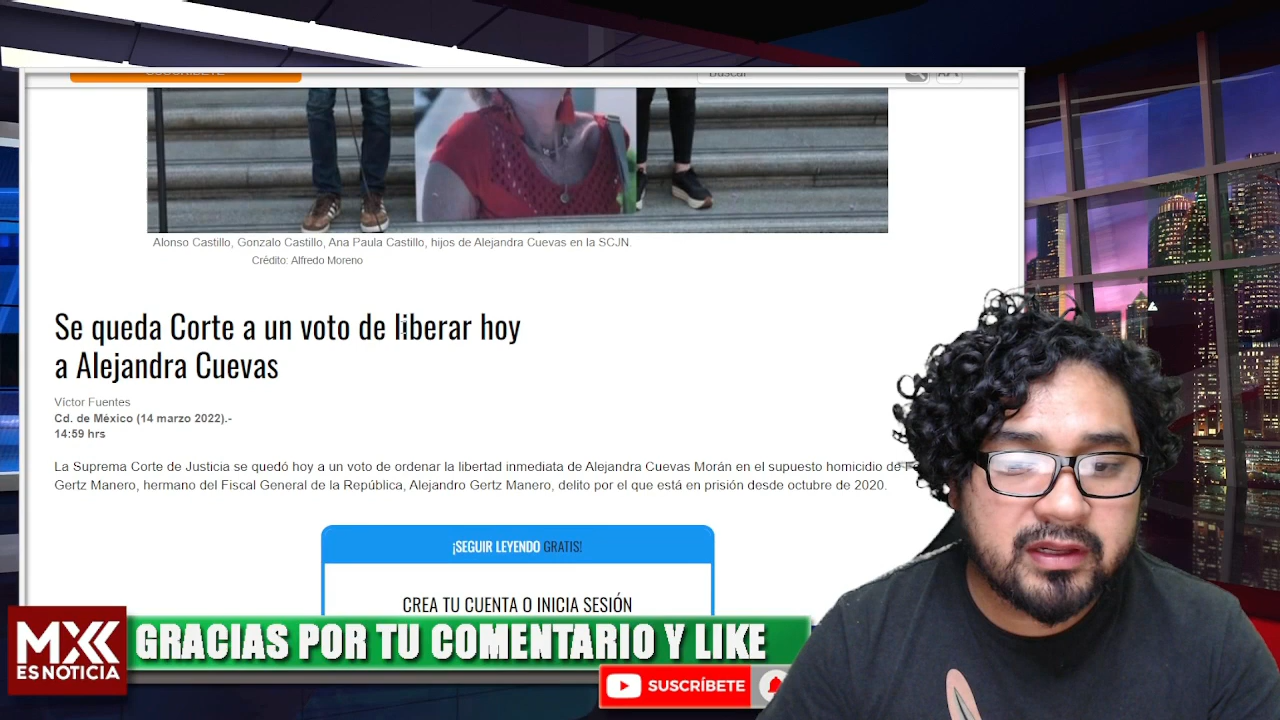 SUSCRÍBETE
Buscar
Alonso Castillo, Gonzalo Castillo, Ana Paula Castillo, hijos de Alejandra Cuevas en la SCJN.
Crédito: Alfredo Moreno
Se queda Corte a un voto de liberar hoy
a Alejandra Cuevas
Víctor Fuentes
Cd. de México (14 marzo 2022).-
14:59 hrs
La Suprema Corte de Justicia se quedó hoy a un voto de ordenar la libertad inmediata de Alejandra Cuevas Morán en el supuesto homicidio de
Gertz Manero, hermano del Fiscal General de la República, Alejandro Gertz Manero, delito por el que está en prisión desde octubre de 2020.
¡SEGUIR LEYENDO GRATIS!
CREA TU CUENTA O INICIA SESIÓN
MX
ES NOTICIA
GRACIAS POR TU COMENTARIO Y LIKE
SUSCRÍBETE